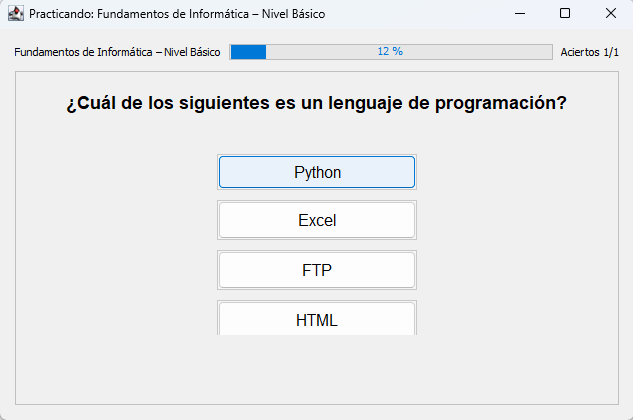 Practicando: Fundamentos de Informática – Nivel Básico
Fundamentos de Informática – Nivel Básico 12 % Aciertos 1/1
¿Cuál de los siguientes es un lenguaje de programación?
Python
Excel
FTP
HTML